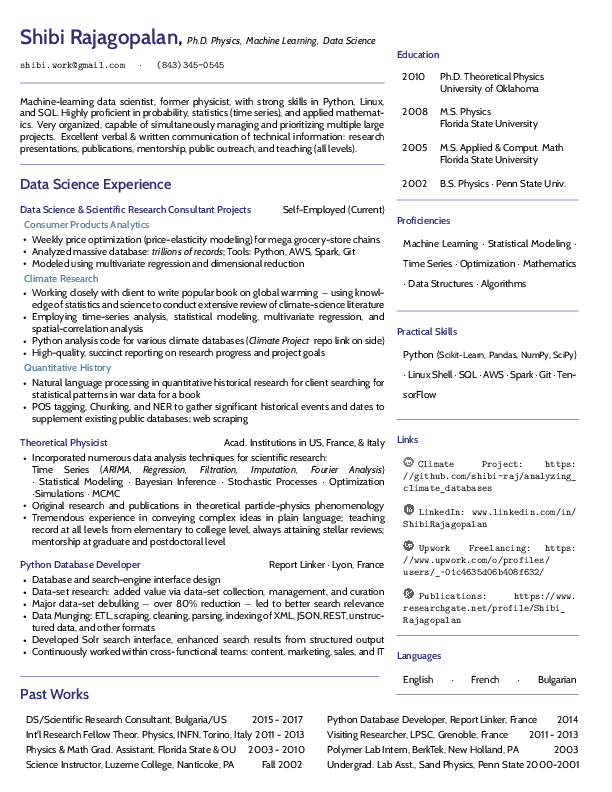 Shibi Rajagopalan, Ph.D. Physics, Machine Learning, Data Science
shibi.work@gmail.com · (843)345-0545
Machine-learning data scientist, former physicist, with strong skills in Python, Linux,
and SQL. Highly proficient in probability, statistics (time series), and applied mathemat-
ics. Very organized, capable of simultaneously managing and prioritizing multiple large
projects. Excellent verbal & written communication of technical information: research
presentations, publications, mentorship, public outreach, and teaching (all levels).
Data Science Experience
Data Science & Scientific Research Consultant Projects Self-Employed (Current)
Consumer Products Analytics
• Weekly price optimization (price-elasticity modeling) for mega grocery-store chains
• Analyzed massive database: trillions of records; Tools: Python, AWS, Spark, Git
• Modeled using multivariate regression and dimensional reduction
Climate Research
• Working closely with client to write popular book on global warming — using knowl-
edge of statistics and science to conduct extensive review of climate-science literature
• Employing time-series analysis, statistical modeling, multivariate regression, and
spatial-correlation analysis
• Python analysis code for various climate databases (Climate Project repo link on side)
• High-quality, succinct reporting on research progress and project goals
Quantitative History
• Natural language processing in quantitative historical research for client searching for
statistical patterns in war data for a book
• POS tagging, Chunking, and NER to gather significant historical events and dates to
supplement existing public databases; web scraping
Theoretical Physicist Acad. Institutions in US, France, & Italy
• Incorporated numerous data analysis techniques for scientific research:
Time Series (ARIMA, Regression, Filtration, Imputation, Fourier Analysis)
· Statistical Modeling · Bayesian Inference · Stochastic Processes · Optimization
·Simulations · MCMC
• Original research and publications in theoretical particle-physics phenomenology
• Tremendous experience in conveying complex ideas in plain language; teaching
record at all levels from elementary to college level, always attaining stellar reviews;
mentorship at graduate and postdoctoral level
Python Database Developer Report Linker · Lyon, France
• Database and search-engine interface design
• Data-set research: added value via data-set collection, management, and curation
• Major data-set debulking — over 80% reduction — led to better search relevance
• Data Munging: ETL, scraping, cleaning, parsing, indexing of XML, JSON, REST, unstruc-
tured data, and other formats
• Developed Solr search interface, enhanced search results from structured output
• Continuously worked within cross-functional teams: content, marketing, sales, and IT
Education
2010 Ph.D. Theoretical Physics
University of Oklahoma
2008 M.S. Physics
Florida State University
2005 M.S. Applied & Comput. Math
Florida State University
2002 B.S. Physics · Penn State Univ.
Proficiencies
Machine Learning · Statistical Modeling ·
Time Series · Optimization · Mathematics
· Data Structures · Algorithms
Practical Skills
Python (Scikit-Learn, Pandas, NumPy, SciPy)
· Linux Shell · SQL · AWS · Spark · Git · Ten-
sorFlow
Links
Climate Project: https:
//github.com/shibi-raj/analyzing_
climate_databases
LinkedIn: www.linkedin.com/in/
ShibiRajagopalan
Upwork Freelancing: https:
//www.upwork.com/o/profiles/
users/_~01c4635d06b408f632/
Publications: https://www.
researchgate.net/profile/Shibi_
Rajagopalan
Languages
English · French · Bulgarian
Past Works
DS/Scientific Research Consultant, Bulgaria/US 2015 - 2017
Int'l Research Fellow Theor. Physics, INFN, Torino, Italy 2011 - 2013
Physics & Math Grad. Assistant, Florida State & OU 2003 - 2010
Science Instructor, Luzerne College, Nanticoke, PA Fall 2002
Python Database Developer, Report Linker, France 2014
Visiting Researcher, LPSC, Grenoble, France 2011 - 2013
Polymer Lab Intern, BerkTek, New Holland, PA 2003
Undergrad. Lab Asst., Sand Physics, Penn State 2000-2001